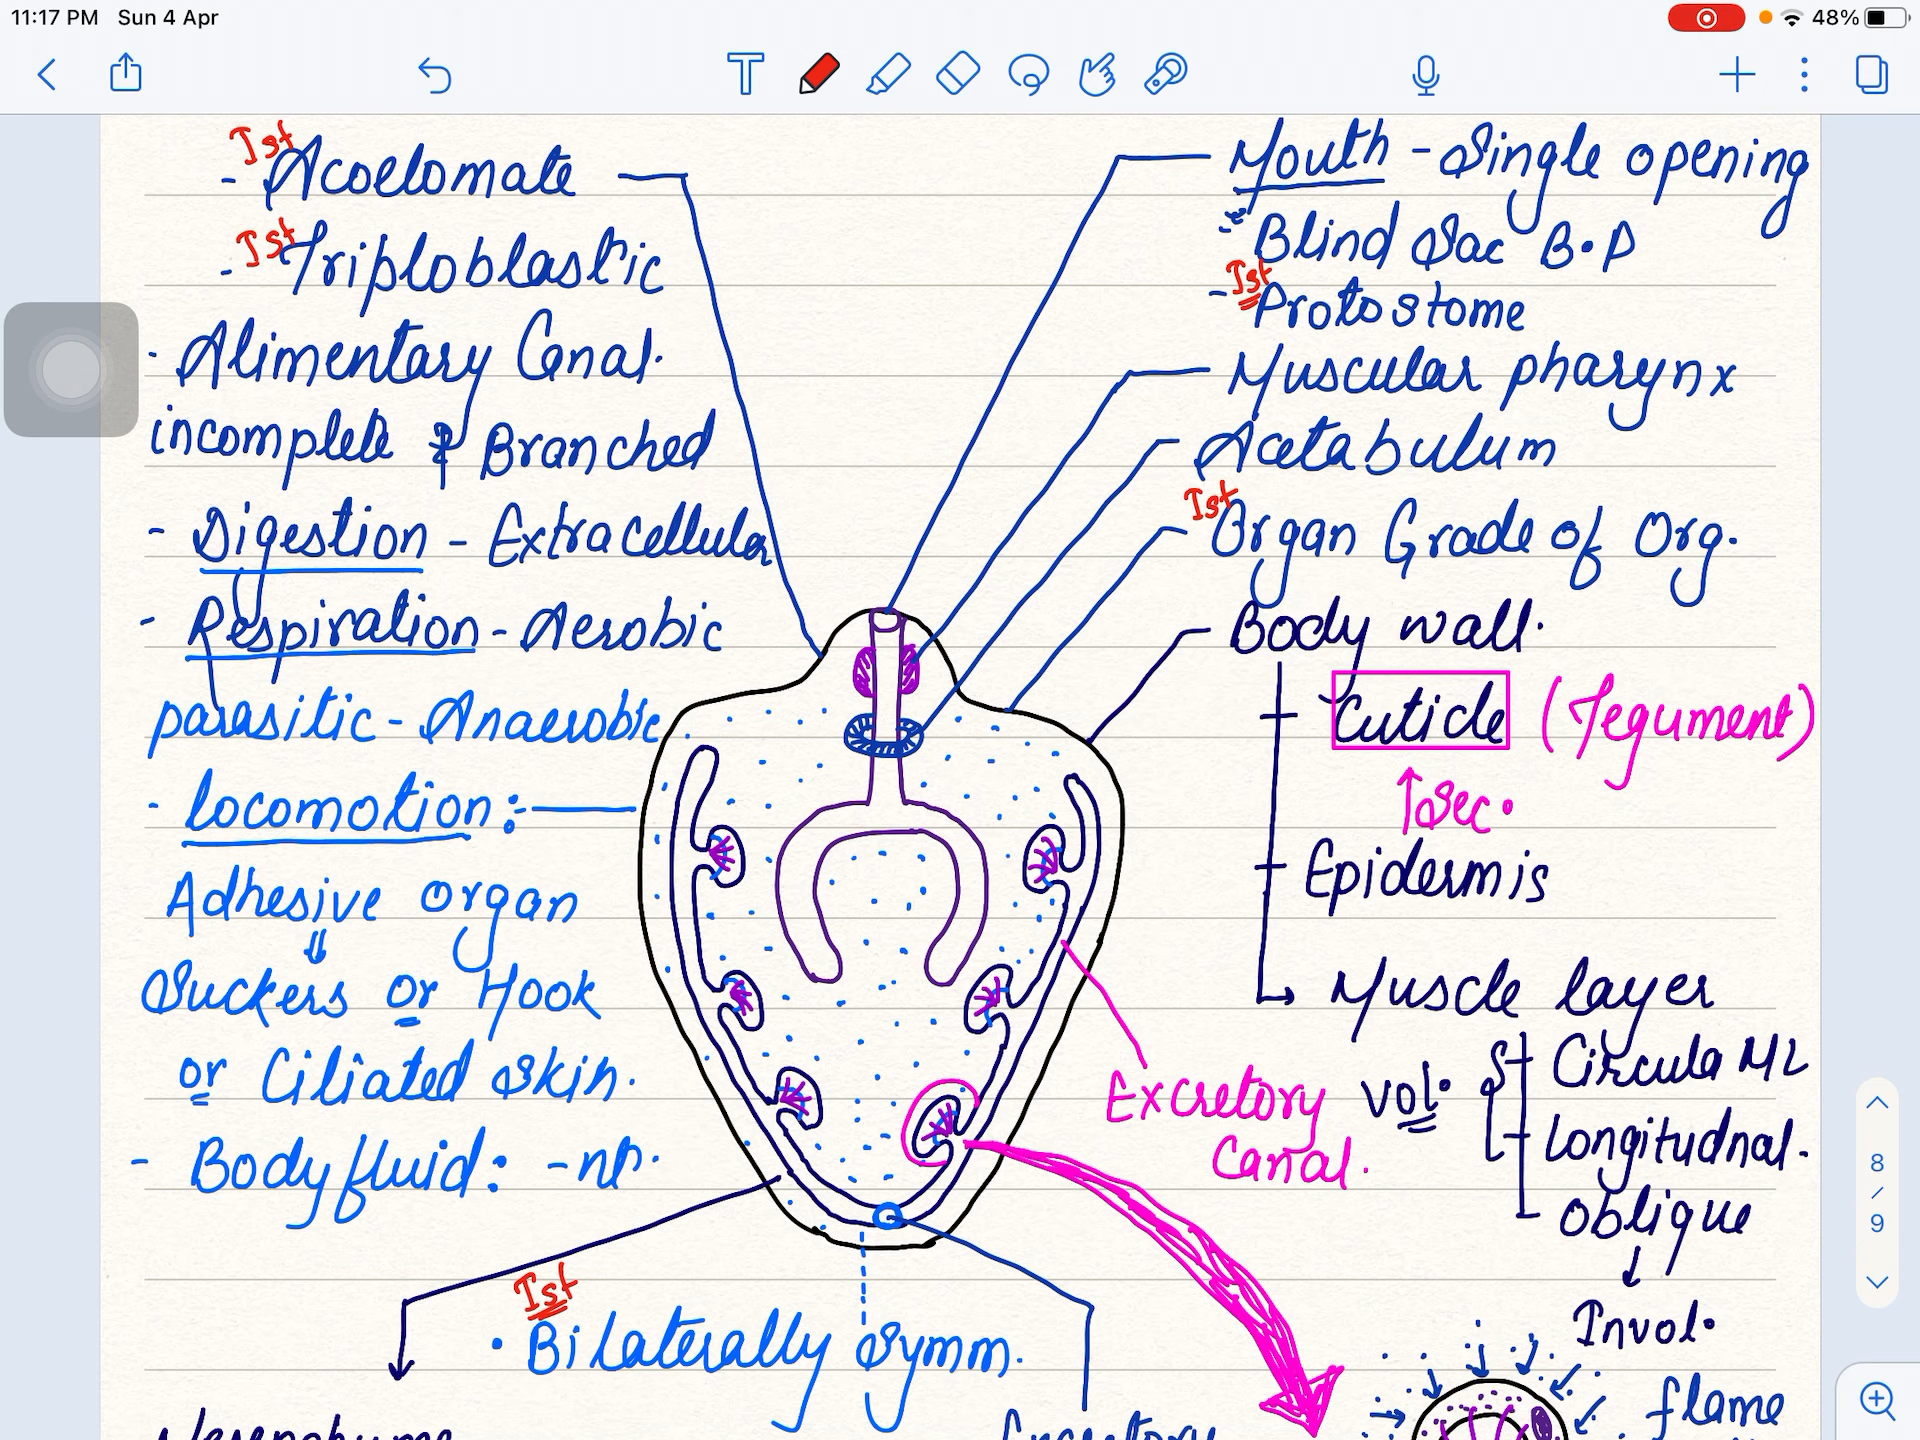 11:17 PM Sun 4 Apr
48%
Ist
- Acoelomate
Ist
- Triploblastic
- Alimentary Canal.
incomplete & Branched
- Digestion - Extracellular
- Respiration - Aerobic
parasitic - Anaerobic
- locomotion:-
Adhesive organ
⇓
Suckers or Hook
or Ciliated Skin.
- Body fluid: -nt.
Mouth - Single opening
Blind Sac B.P
Ist
- Protostome
Muscular pharynx
Acetabulum
Ist
Organ Grade of Org.
Body wall.
Cuticle (Tegument)
↑ Sec.
Epidermis
Muscle layer
Vol. Circula ML
longitudnal.
oblique
↓
Invol.
Excretory
Canal.
Ist
• Bilaterally Symm.
flame
Mesenchyme
Excretory
8
/
9